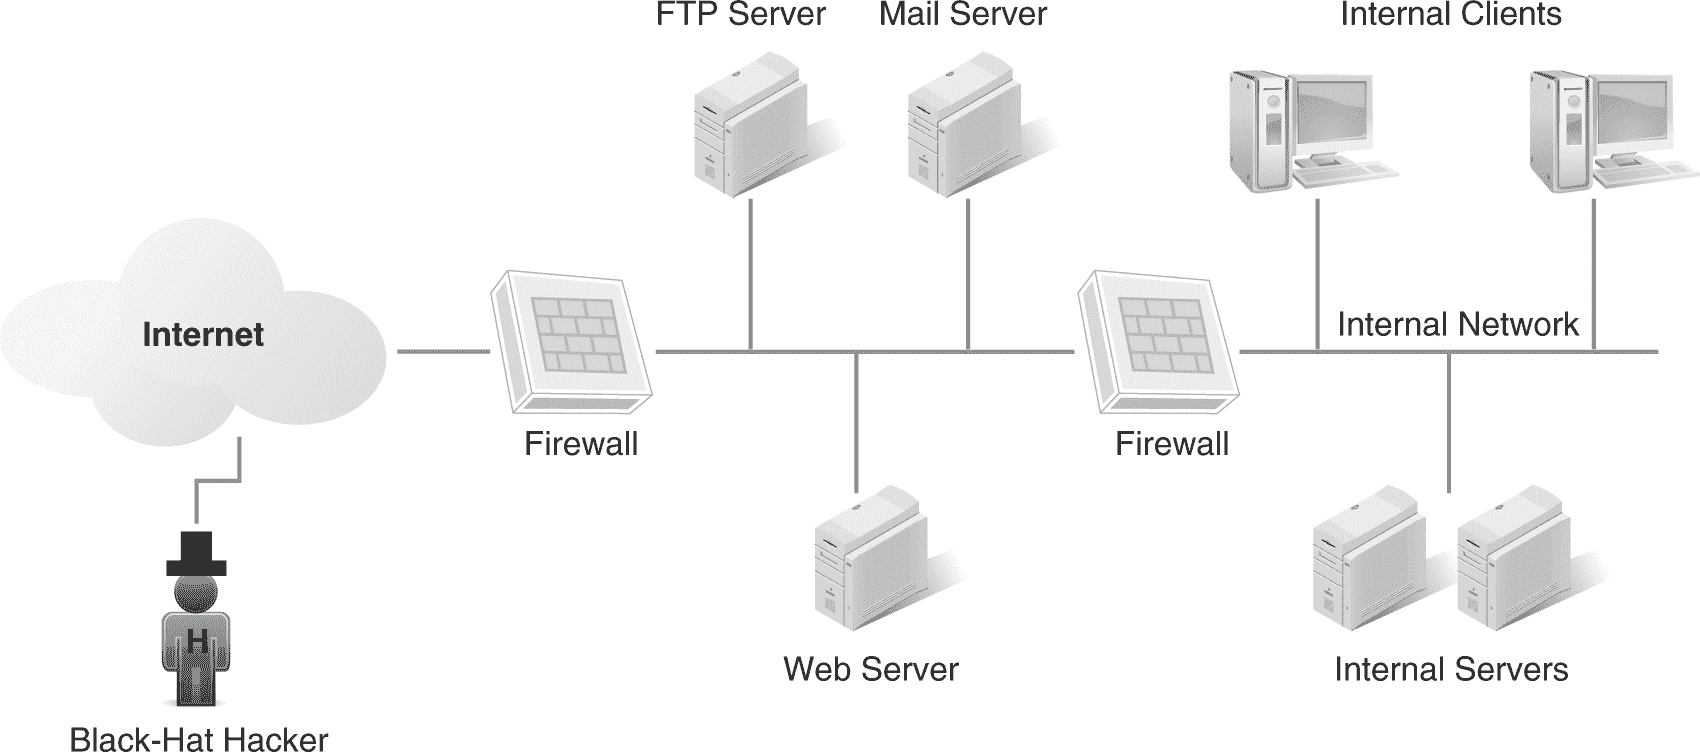 FTP Server
Mail Server
Internal Clients
Internet
Internal Network
Firewall
Firewall
H
Web Server
Internal Servers
Black-Hat Hacker